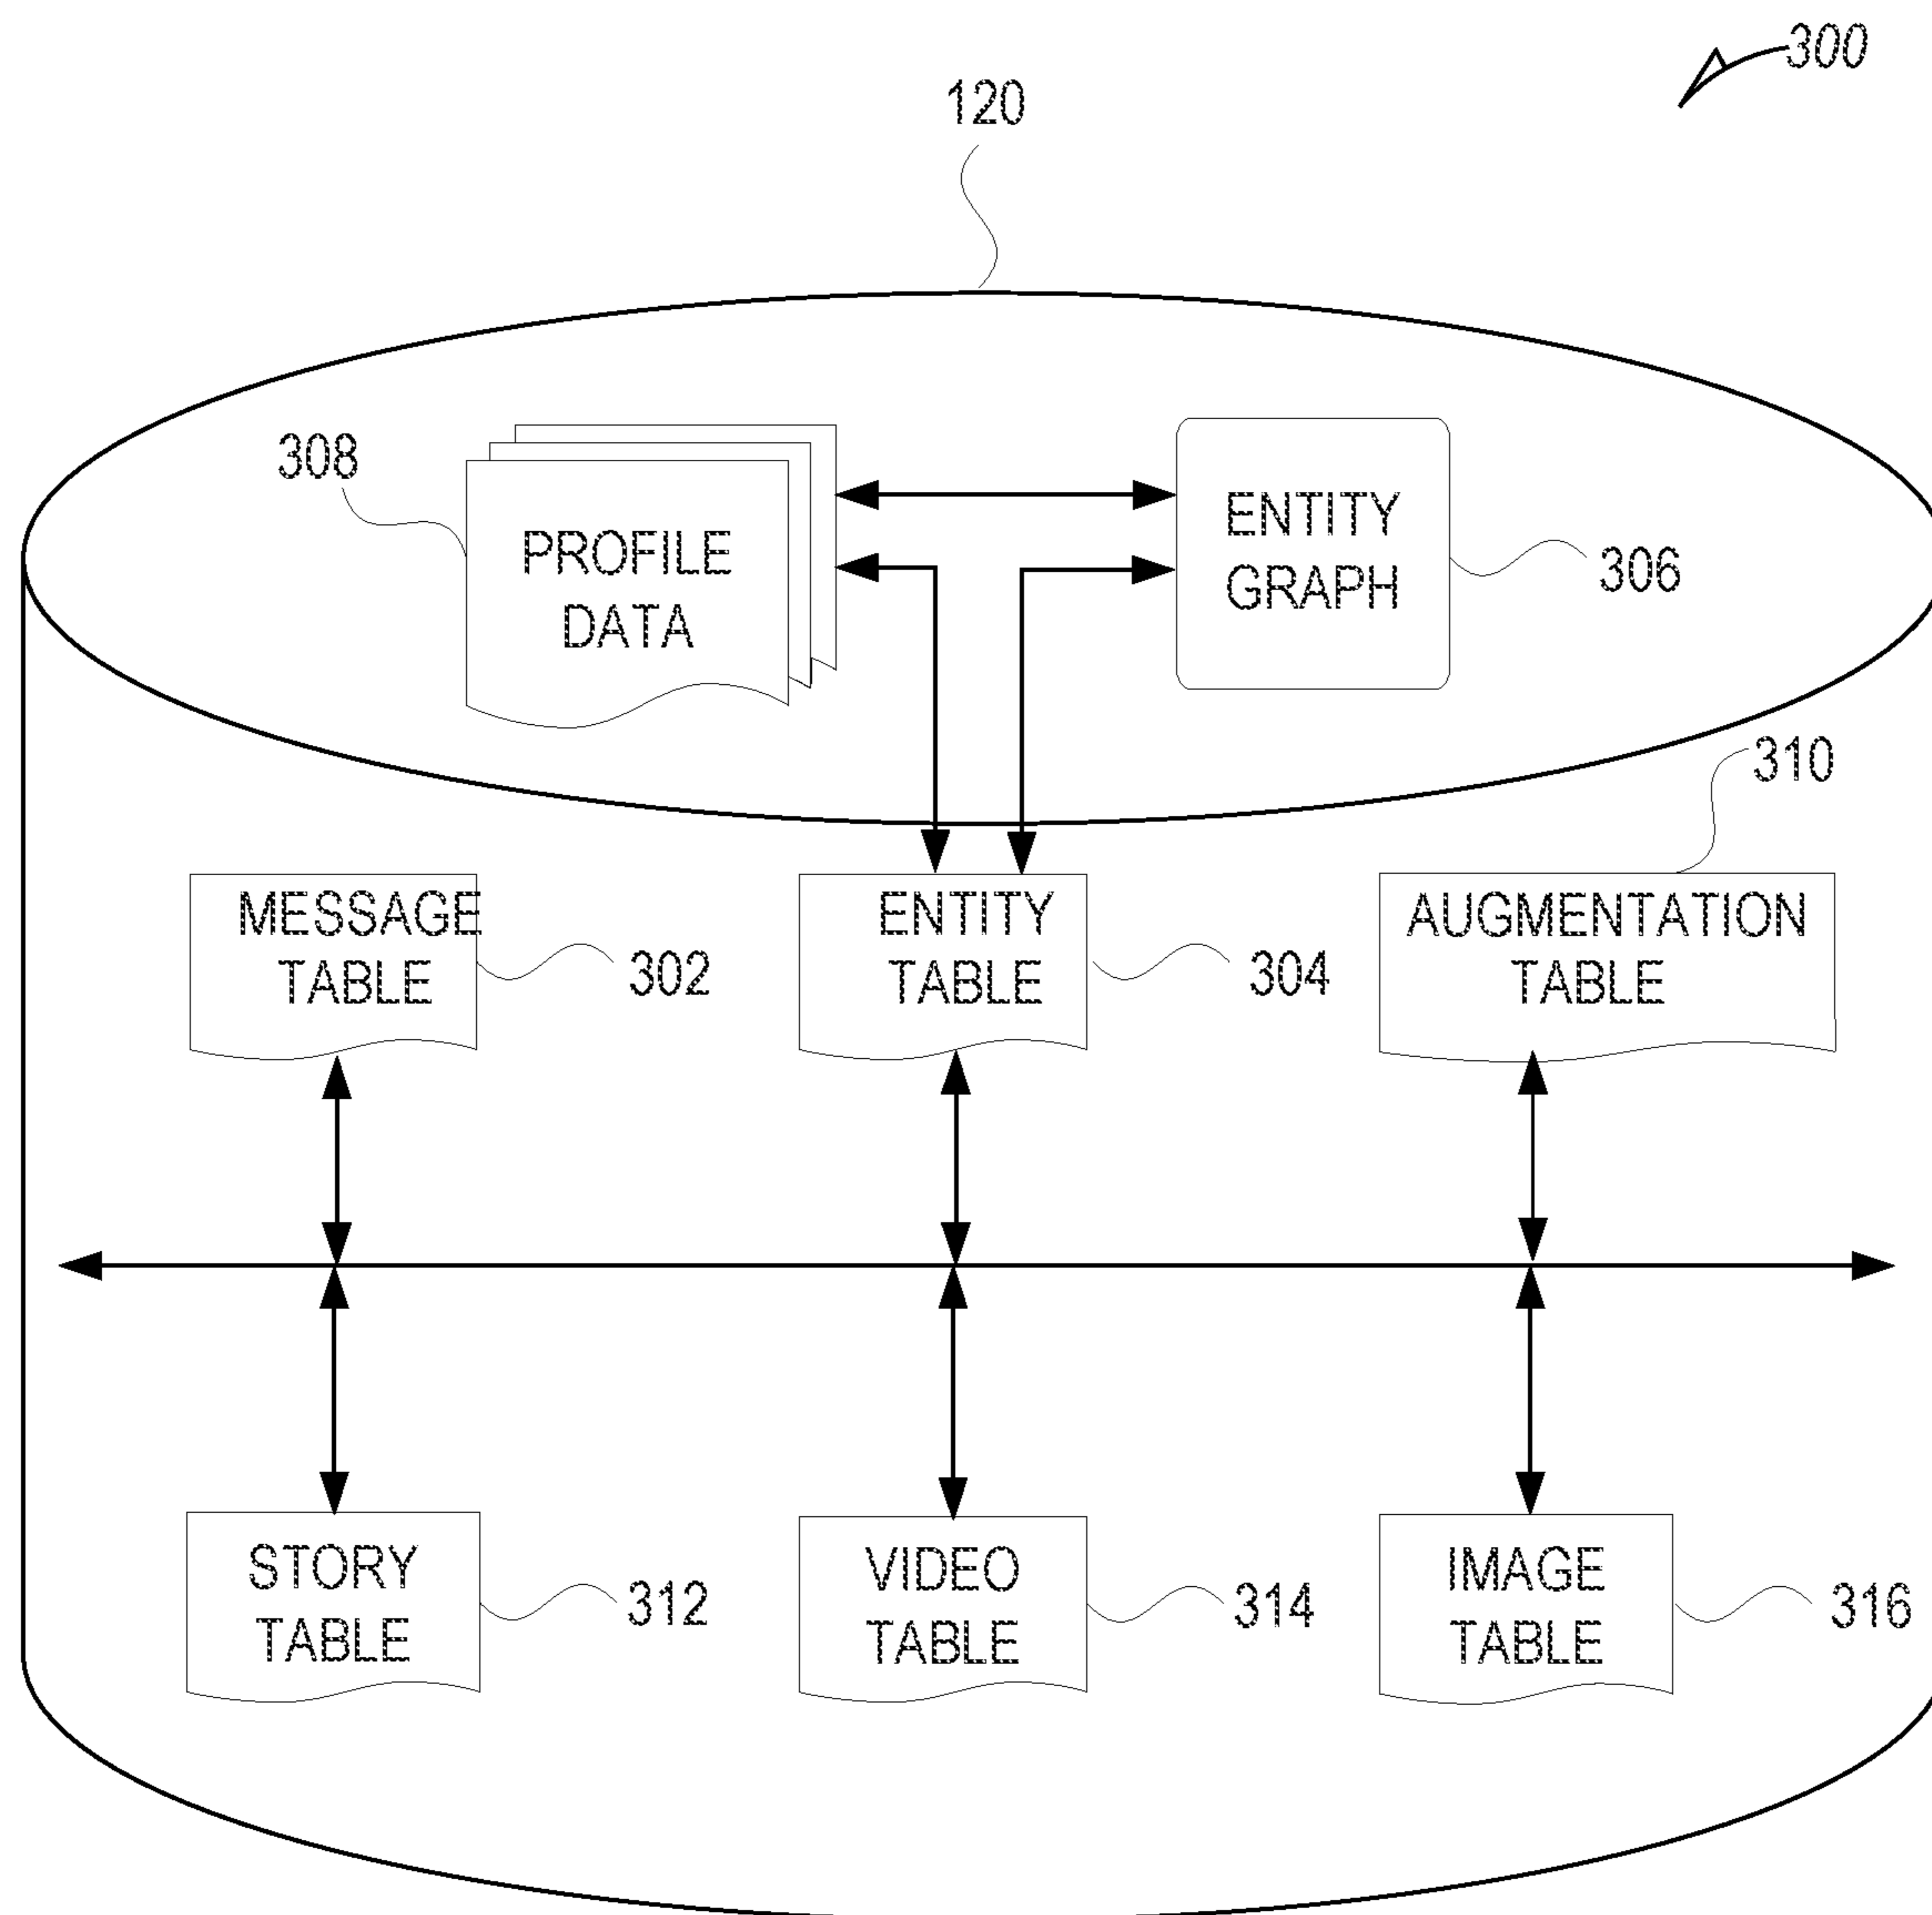 300
120
308
PROFILE
DATA
ENTITY
GRAPH
306
310
MESSAGE
TABLE
302
ENTITY
TABLE
304
AUGMENTATION
TABLE
STORY
TABLE
312
VIDEO
TABLE
314
IMAGE
TABLE
316